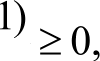 1) ≥ 0,